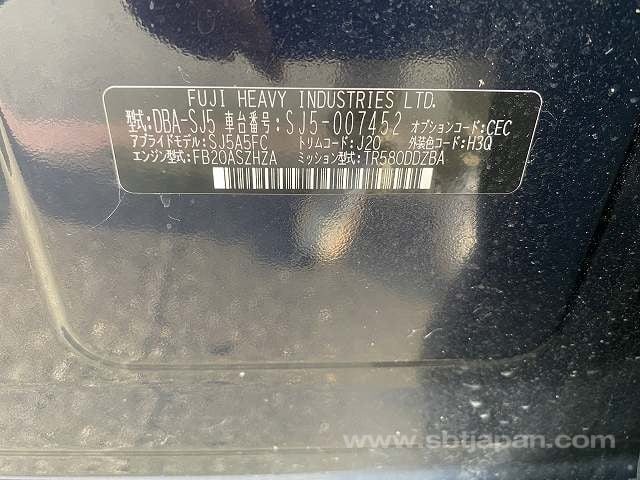 FUJI HEAVY INDUSTRIES LTD.
型式:DBA-SJ5 車台番号:SJ5-007452 オプションコード:CEC
アプライドモデル:SJ5A5FC トリムコード:J20 外装色コード:H3Q
エンジン型式:FB20ASZHZA ミッション型式:TR580DDZBA
www.sbtjapan.com